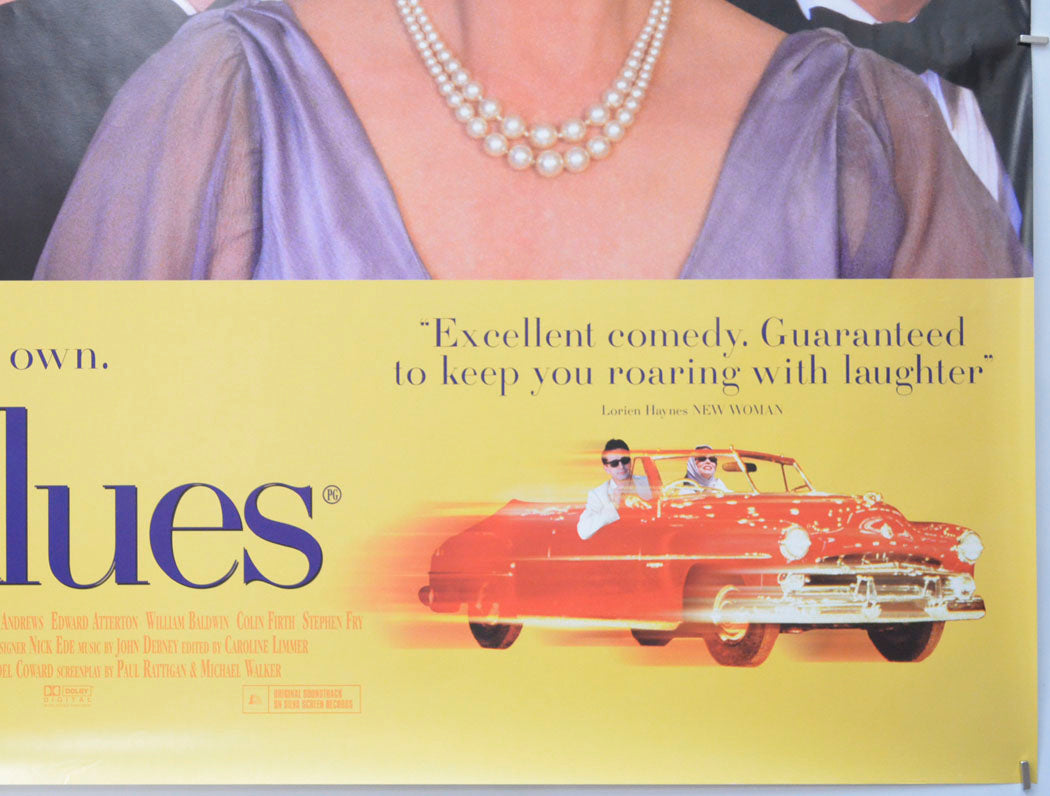 "Excellent comedy. Guaranteed
to keep you roaring with laughter"
Lorien Haynes NEW WOMAN
own.
lues PG
ANDREWS EDWARD ATTERTON WILLIAM BALDWIN COLIN FIRTH STEPHEN FRY
SIGNER NICK EDE MUSIC BY JOHN DEBNEY EDITED BY CAROLINE LIMMER
EL COWARD SCREENPLAY BY PAUL RATTIGAN & MICHAEL WALKER
DOLBY
DIGITAL
ORIGINAL SOUNDTRACK
ON SILVA SCREEN RECORDS